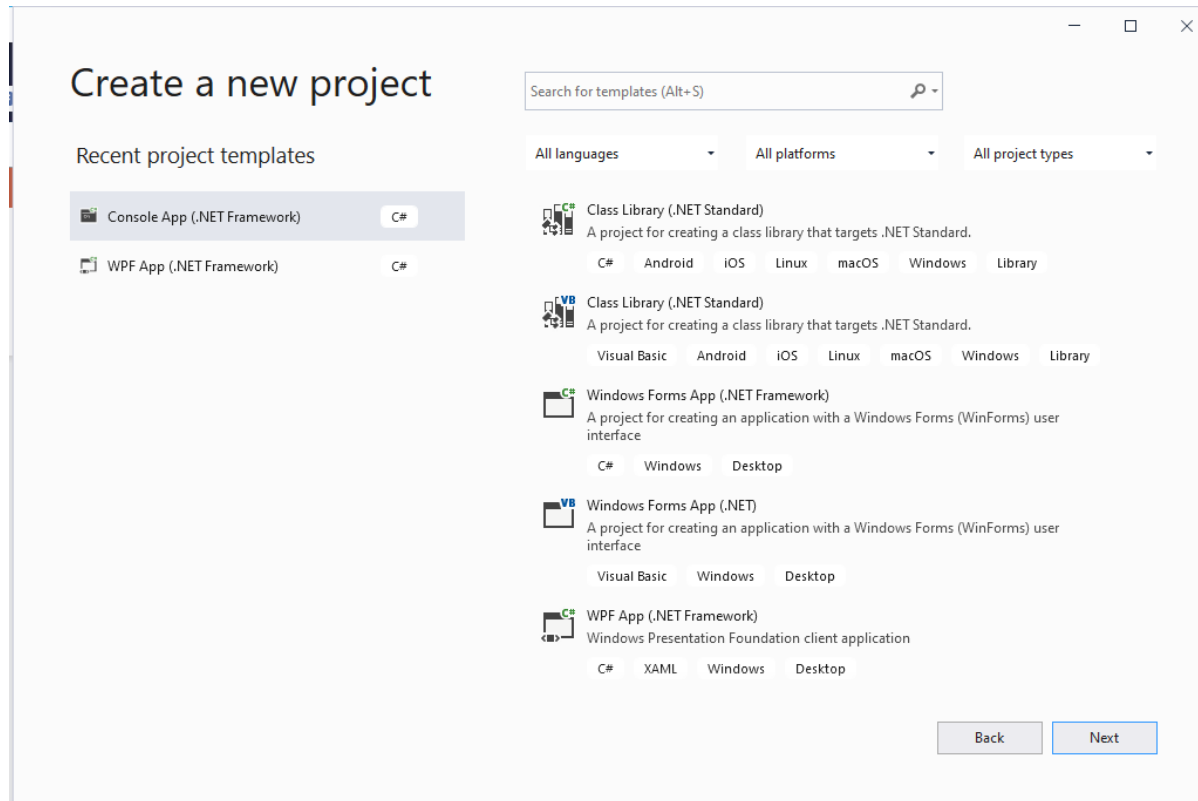 Create a new project
Search for templates (Alt+S)
Recent project templates
All languages
All platforms
All project types
Console App (.NET Framework)
C#
WPF App (.NET Framework)
C#
C#
Class Library (.NET Standard)
A project for creating a class library that targets .NET Standard.
C# Android iOS Linux macOS Windows Library
VB
Class Library (.NET Standard)
A project for creating a class library that targets .NET Standard.
Visual Basic Android iOS Linux macOS Windows Library
C#
Windows Forms App (.NET Framework)
A project for creating an application with a Windows Forms (WinForms) user
interface
C# Windows Desktop
VB
Windows Forms App (.NET)
A project for creating an application with a Windows Forms (WinForms) user
interface
Visual Basic Windows Desktop
C#
WPF App (.NET Framework)
Windows Presentation Foundation client application
C# XAML Windows Desktop
Back
Next